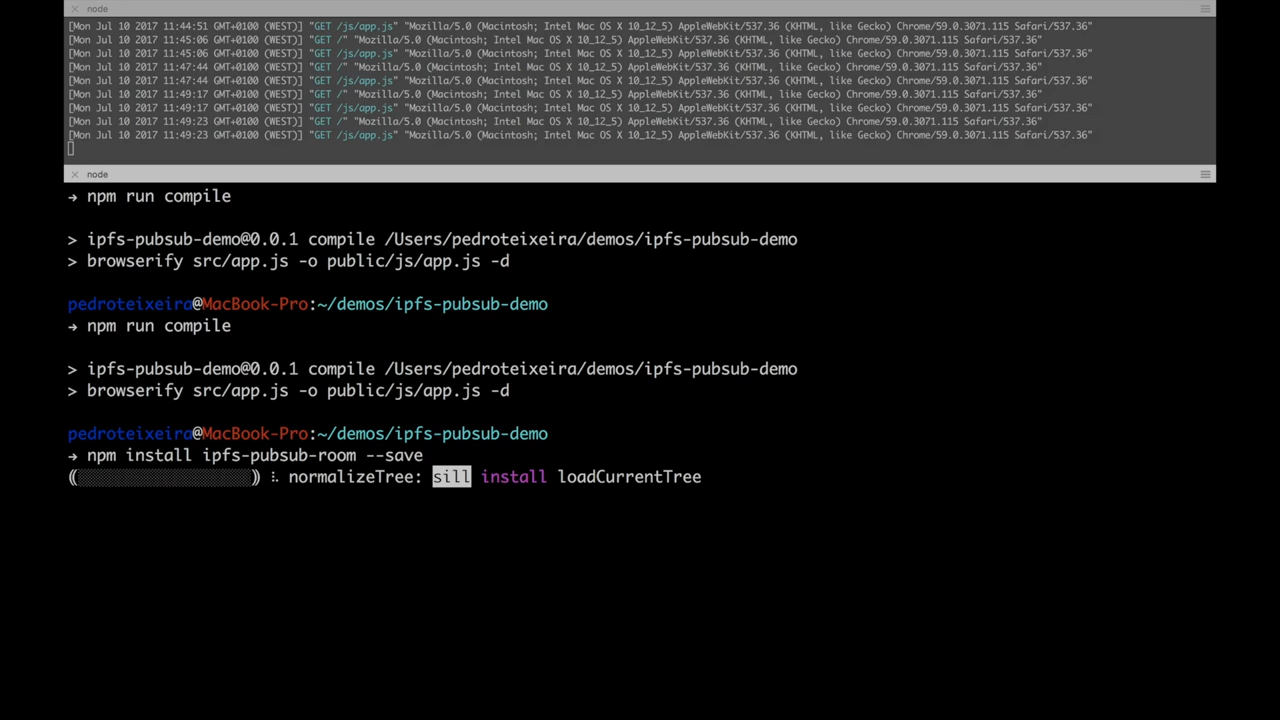 node
[Mon Jul 10 2017 11:44:51 GMT+0100 (WEST)] "GET /js/app.js" "Mozilla/5.0 (Macintosh; Intel Mac OS X 10_12_5) AppleWebKit/537.36 (KHTML, like Gecko) Chrome/59.0.3071.115 Safari/537.36"
[Mon Jul 10 2017 11:45:06 GMT+0100 (WEST)] "GET /" "Mozilla/5.0 (Macintosh; Intel Mac OS X 10_12_5) AppleWebKit/537.36 (KHTML, like Gecko) Chrome/59.0.3071.115 Safari/537.36"
[Mon Jul 10 2017 11:45:06 GMT+0100 (WEST)] "GET /js/app.js" "Mozilla/5.0 (Macintosh; Intel Mac OS X 10_12_5) AppleWebKit/537.36 (KHTML, like Gecko) Chrome/59.0.3071.115 Safari/537.36"
[Mon Jul 10 2017 11:47:44 GMT+0100 (WEST)] "GET /" "Mozilla/5.0 (Macintosh; Intel Mac OS X 10_12_5) AppleWebKit/537.36 (KHTML, like Gecko) Chrome/59.0.3071.115 Safari/537.36"
[Mon Jul 10 2017 11:47:44 GMT+0100 (WEST)] "GET /js/app.js" "Mozilla/5.0 (Macintosh; Intel Mac OS X 10_12_5) AppleWebKit/537.36 (KHTML, like Gecko) Chrome/59.0.3071.115 Safari/537.36"
[Mon Jul 10 2017 11:49:17 GMT+0100 (WEST)] "GET /" "Mozilla/5.0 (Macintosh; Intel Mac OS X 10_12_5) AppleWebKit/537.36 (KHTML, like Gecko) Chrome/59.0.3071.115 Safari/537.36"
[Mon Jul 10 2017 11:49:17 GMT+0100 (WEST)] "GET /js/app.js" "Mozilla/5.0 (Macintosh; Intel Mac OS X 10_12_5) AppleWebKit/537.36 (KHTML, like Gecko) Chrome/59.0.3071.115 Safari/537.36"
[Mon Jul 10 2017 11:49:23 GMT+0100 (WEST)] "GET /" "Mozilla/5.0 (Macintosh; Intel Mac OS X 10_12_5) AppleWebKit/537.36 (KHTML, like Gecko) Chrome/59.0.3071.115 Safari/537.36"
[Mon Jul 10 2017 11:49:23 GMT+0100 (WEST)] "GET /js/app.js" "Mozilla/5.0 (Macintosh; Intel Mac OS X 10_12_5) AppleWebKit/537.36 (KHTML, like Gecko) Chrome/59.0.3071.115 Safari/537.36"
node
→ npm run compile
> ipfs-pubsub-demo@0.0.1 compile /Users/pedroteixeira/demos/ipfs-pubsub-demo
> browserify src/app.js -o public/js/app.js -d
pedroteixeira@MacBook-Pro:~/demos/ipfs-pubsub-demo
→ npm run compile
> ipfs-pubsub-demo@0.0.1 compile /Users/pedroteixeira/demos/ipfs-pubsub-demo
> browserify src/app.js -o public/js/app.js -d
pedroteixeira@MacBook-Pro:~/demos/ipfs-pubsub-demo
→ npm install ipfs-pubsub-room --save
(░░░░░░░░░░░░░░░░░░) ⠦ normalizeTree: sill install loadCurrentTree